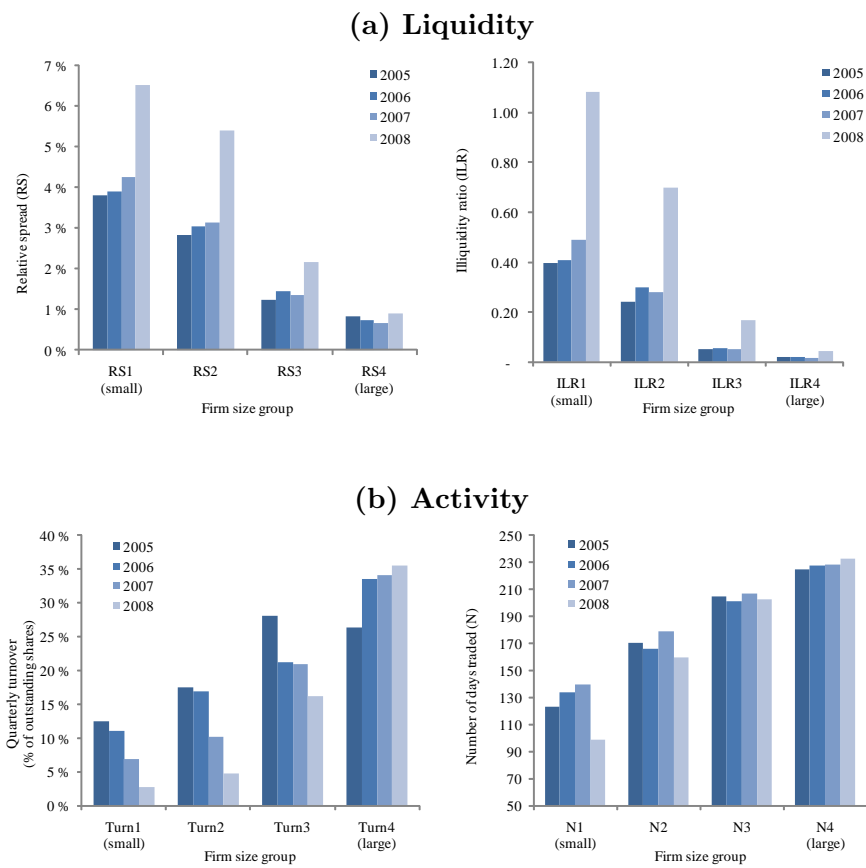 (a) Liquidity
7 %
6 %
5 %
4 %
3 %
2 %
1 %
0 %
Relative spread (RS)
2005
2006
2007
2008
RS1
(small)
RS2
RS3
RS4
(large)
Firm size group
1.20
1.00
0.80
0.60
0.40
0.20
-
Illiquidity ratio (ILR)
2005
2006
2007
2008
ILR1
(small)
ILR2
ILR3
ILR4
(large)
Firm size group
(b) Activity
40 %
35 %
30 %
25 %
20 %
15 %
10 %
5 %
0 %
Quarterly turnover
(% of outstanding shares)
2005
2006
2007
2008
Turn1
(small)
Turn2
Turn3
Turn4
(large)
Firm size group
250
230
210
190
170
150
130
110
90
70
50
Number of days traded (N)
2005
2006
2007
2008
N1
(small)
N2
N3
N4
(large)
Firm size group